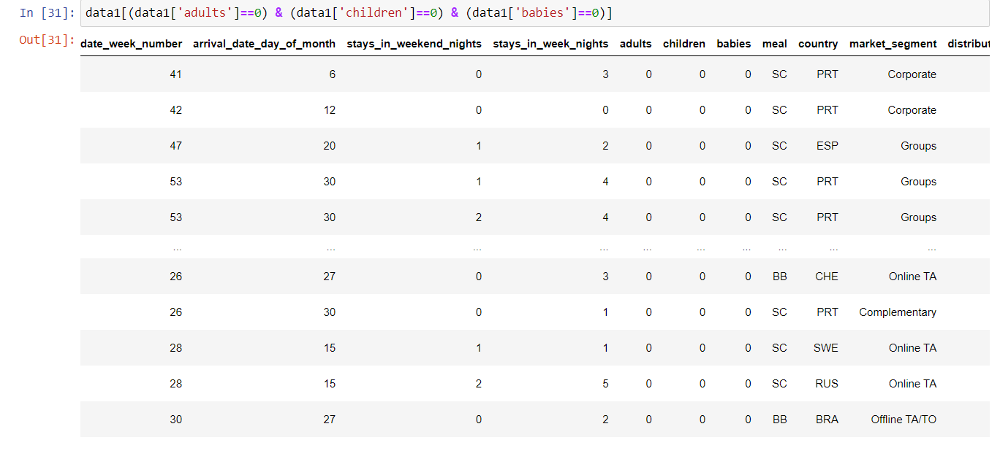 In [31]: data1[(data1['adults']==0) & (data1['children']==0) & (data1['babies']==0)]
Out[31]:
date_week_number arrival_date_day_of_month stays_in_weekend_nights stays_in_week_nights adults children babies meal country market_segment distribut
41 6 0 3 0 0 0 SC PRT Corporate
42 12 0 0 0 0 0 SC PRT Corporate
47 20 1 2 0 0 0 SC ESP Groups
53 30 1 4 0 0 0 SC PRT Groups
53 30 2 4 0 0 0 SC PRT Groups
... ... ... ... ... ... ... ... ... ...
26 27 0 3 0 0 0 BB CHE Online TA
26 30 0 1 0 0 0 SC PRT Complementary
28 15 1 1 0 0 0 SC SWE Online TA
28 15 2 5 0 0 0 SC RUS Online TA
30 27 0 2 0 0 0 BB BRA Offline TA/TO